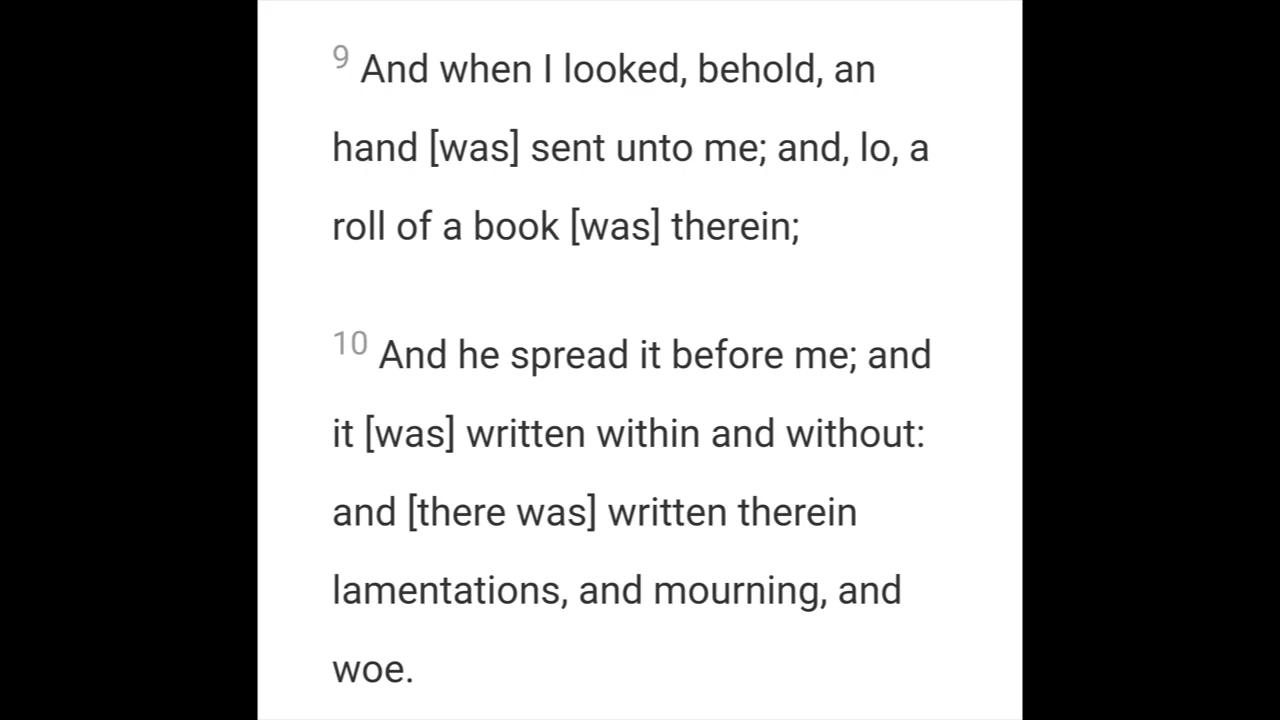 9 And when I looked, behold, an
hand [was] sent unto me; and, lo, a
roll of a book [was] therein;
10 And he spread it before me; and
it [was] written within and without:
and [there was] written therein
lamentations, and mourning, and
woe.